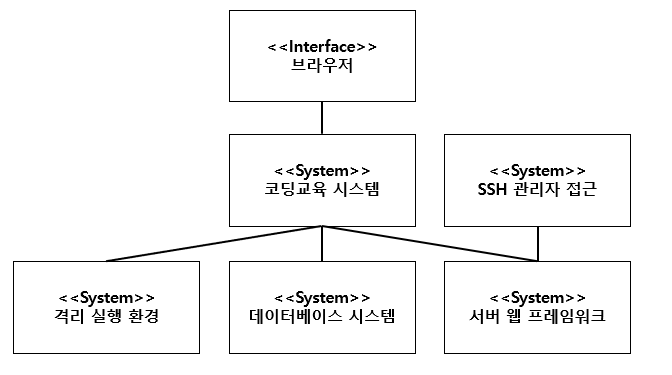 <<Interface>>
브라우저
<<System>>
코딩교육 시스템
<<System>>
SSH 관리자 접근
<<System>>
격리 실행 환경
<<System>>
데이터베이스 시스템
<<System>>
서버 웹 프레임워크